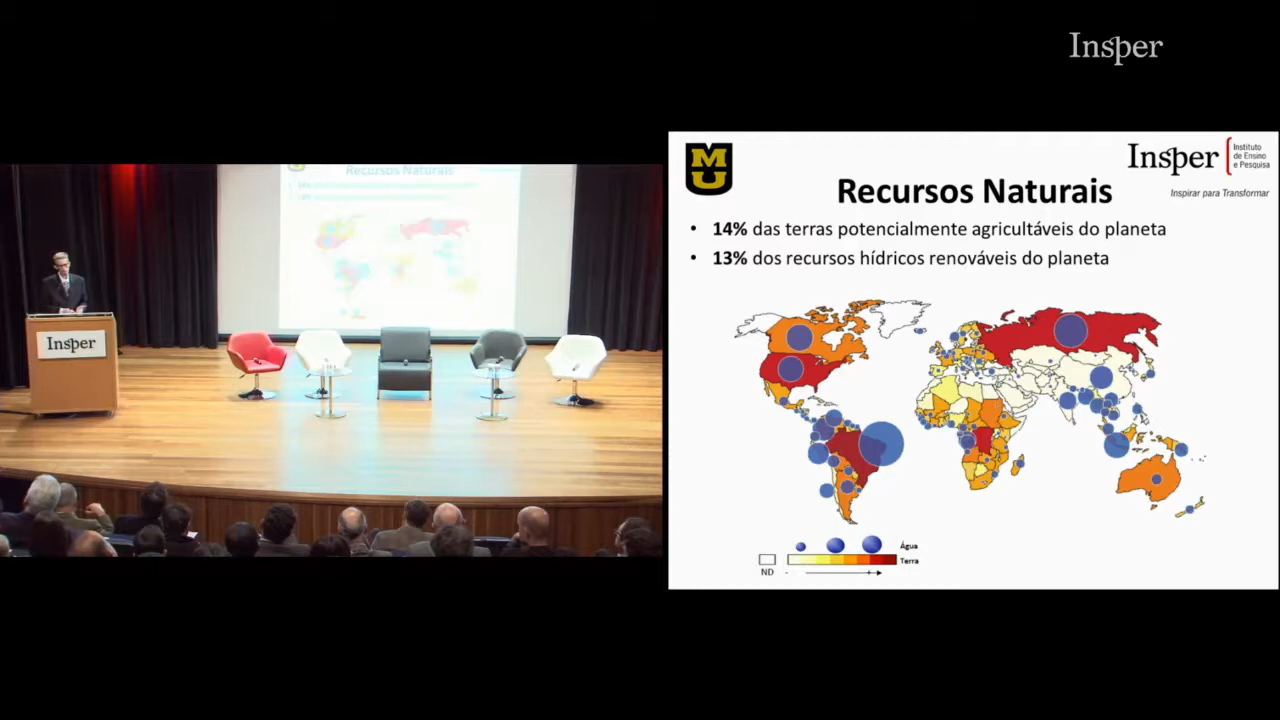 Insper
Recursos Naturais
Insper
MU
Insper
Instituto
de Ensino
e Pesquisa
Inspirar para Transformar
Recursos Naturais
• 14% das terras potencialmente agricultáveis do planeta
• 13% dos recursos hídricos renováveis do planeta
Água
Terra
ND
- +